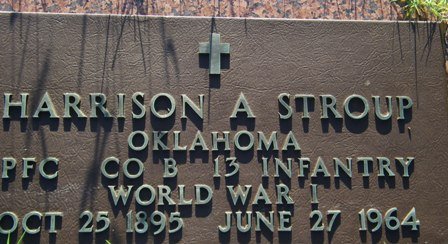 HARRISON A STROUP
OKLAHOMA
PFC CO B 13 INFANTRY
WORLD WAR I
OCT 25 1895 JUNE 27 1964